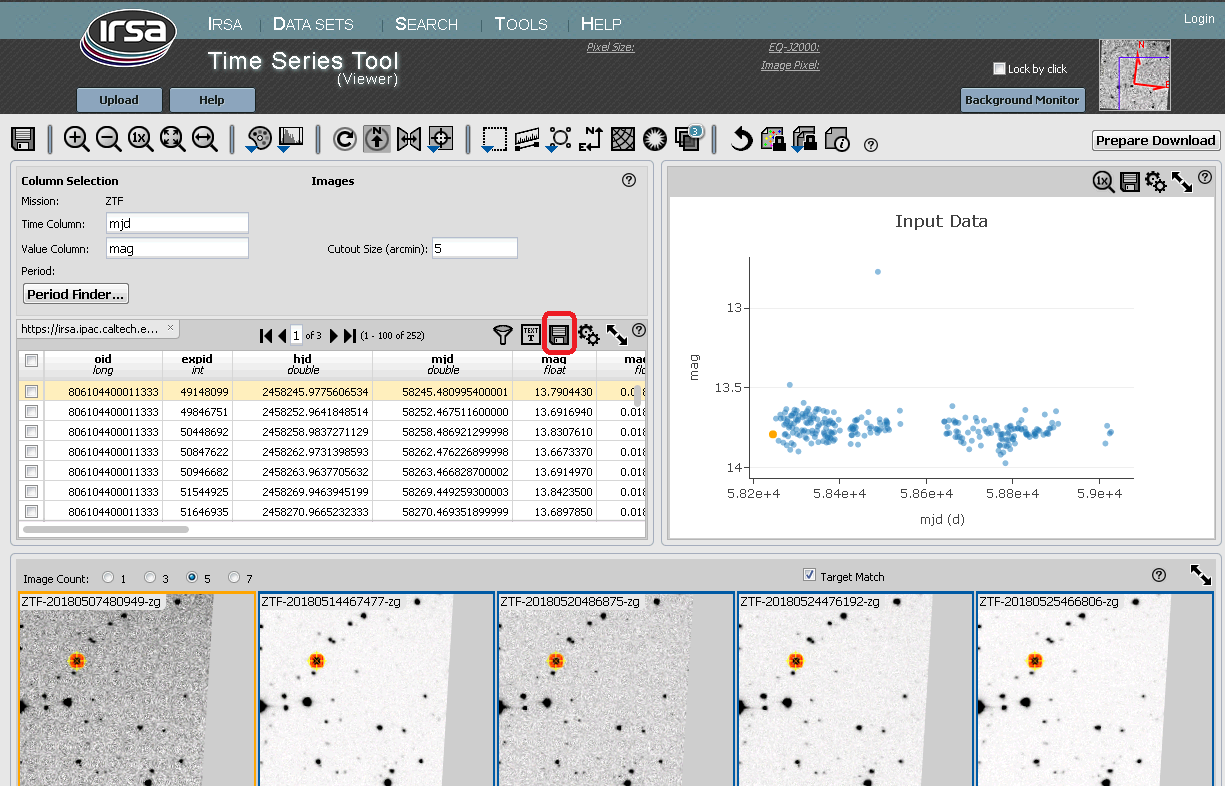 irsa
IRSA DATA SETS SEARCH TOOLS HELP
Login
Time Series Tool
(Viewer)
Pixel Size:
EQ-J2000:
Image Pixel:
Lock by click
N
E
Upload Help
Background Monitor
1x
N
N
E
3
Prepare Download
Column Selection
Images
Mission: ZTF
Time Column: mjd
Value Column: mag
Cutout Size (arcmin): 5
Period:
Period Finder...
https://irsa.ipac.caltech.e... ×
1 of 3 (1 - 100 of 252)
TEXT
T
oid expid hjd mjd mag
long int double double float
806104400011333 49148099 2458245.9775606534 58245.480995400001 13.7904430
806104400011333 49846751 2458252.9641848514 58252.467511600000 13.6916940 0.018
806104400011333 50448692 2458258.9837271129 58258.486921299998 13.8307610 0.018
806104400011333 50847622 2458262.9731398593 58262.476226899998 13.6673370 0.018
806104400011333 50946682 2458263.9637705632 58263.466828700002 13.6914970 0.018
806104400011333 51544925 2458269.9463945199 58269.449259300003 13.8423500 0.018
806104400011333 51646935 2458270.9665232333 58270.469351899999 13.6897850 0.018
1x
Input Data
mag
13
13.5
14
5.82e+4 5.84e+4 5.86e+4 5.88e+4 5.9e+4
mjd (d)
Image Count: 1 3 5 7
Target Match
ZTF-20180507480949-zg
ZTF-20180514467477-zg
ZTF-20180520486875-zg
ZTF-20180524476192-zg
ZTF-20180525466806-zg